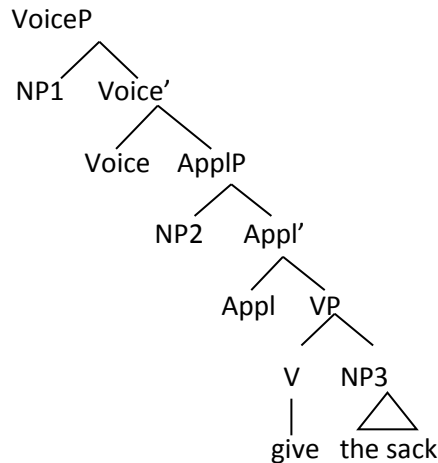 VoiceP
NP1 Voice’
Voice ApplP
NP2 Appl’
Appl VP
V NP3
give the sack